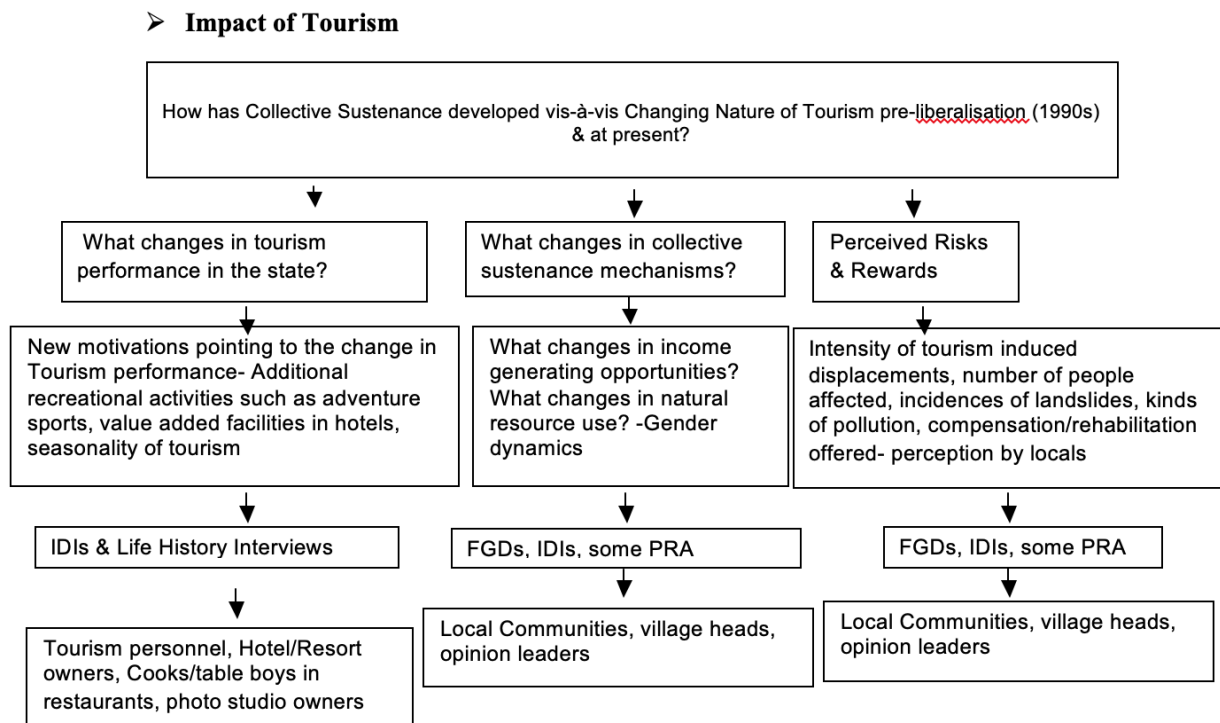 ➢ Impact of Tourism
How has Collective Sustenance developed vis-à-vis Changing Nature of Tourism pre-liberalisation (1990s)
& at present?
What changes in tourism
performance in the state?
What changes in collective
sustenance mechanisms?
Perceived Risks
& Rewards
New motivations pointing to the change in
Tourism performance- Additional
recreational activities such as adventure
sports, value added facilities in hotels,
seasonality of tourism
What changes in income
generating opportunities?
What changes in natural
resource use? -Gender
dynamics
Intensity of tourism induced
displacements, number of people
affected, incidences of landslides, kinds
of pollution, compensation/rehabilitation
offered- perception by locals
IDIs & Life History Interviews
FGDs, IDIs, some PRA
FGDs, IDIs, some PRA
Tourism personnel, Hotel/Resort
owners, Cooks/table boys in
restaurants, photo studio owners
Local Communities, village heads,
opinion leaders
Local Communities, village heads,
opinion leaders